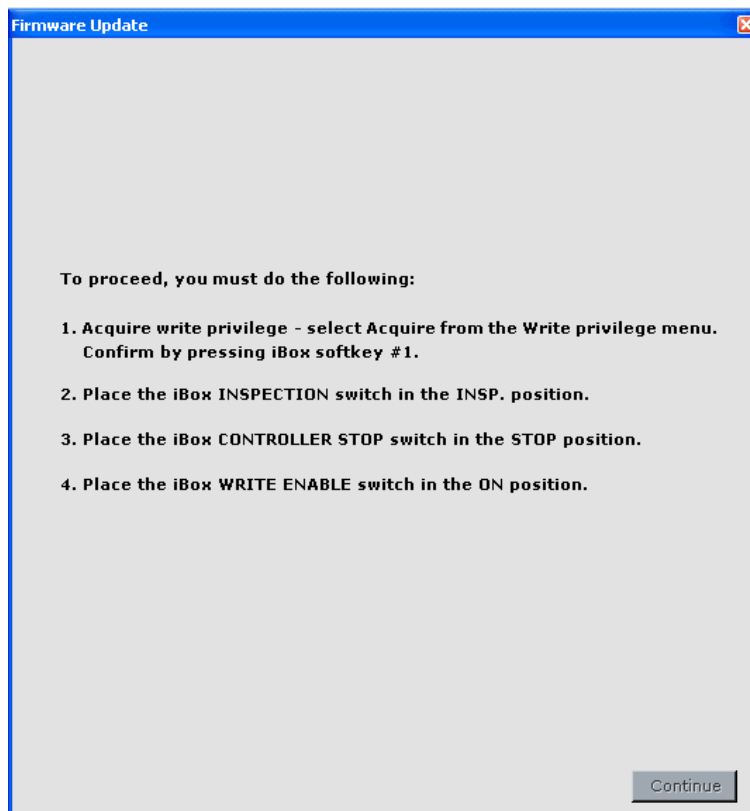 Firmware Update
To proceed, you must do the following:
1. Acquire write privilege - select Acquire from the Write privilege menu.
Confirm by pressing iBox softkey #1.
2. Place the iBox INSPECTION switch in the INSP. position.
3. Place the iBox CONTROLLER STOP switch in the STOP position.
4. Place the iBox WRITE ENABLE switch in the ON position.
Continue